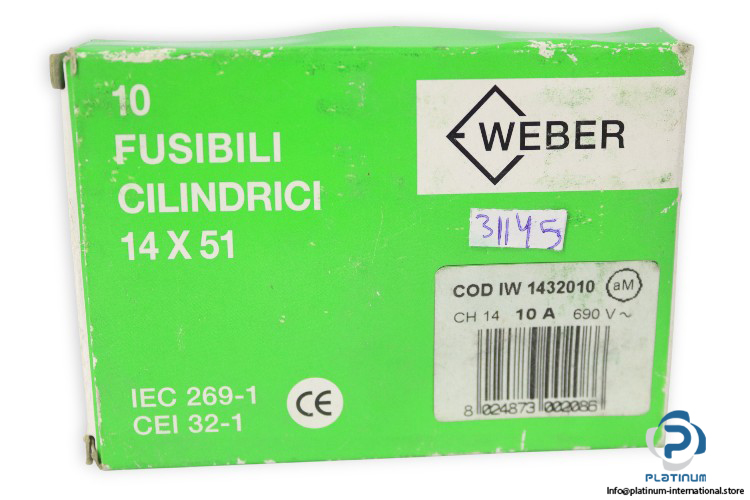 10
FUSIBILI
CILINDRICI
14 X 51
WEBER
31145
COD IW 1432010 aM
CH 14 10 A 690 V ~
8 024873 002086
IEC 269-1
CEI 32-1
CE
PLATINUM
Info@platinum-international.store